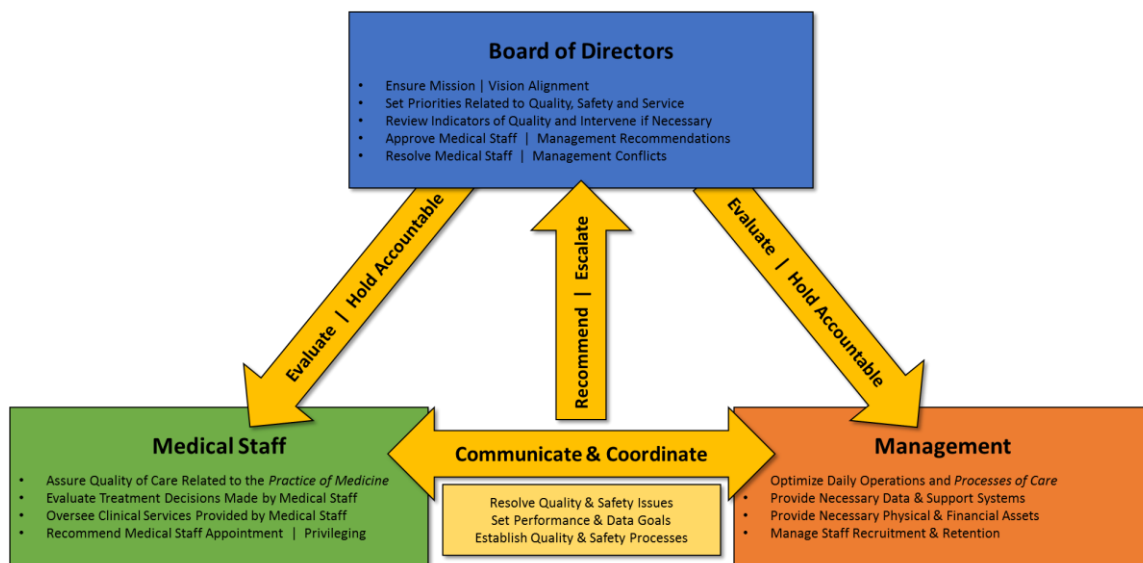 Board of Directors
• Ensure Mission | Vision Alignment
• Set Priorities Related to Quality, Safety and Service
• Review Indicators of Quality and Intervene if Necessary
• Approve Medical Staff | Management Recommendations
• Resolve Medical Staff | Management Conflicts
Evaluate | Hold Accountable
Recommend | Escalate
Evaluate | Hold Accountable
Medical Staff
• Assure Quality of Care Related to the Practice of Medicine
• Evaluate Treatment Decisions Made by Medical Staff
• Oversee Clinical Services Provided by Medical Staff
• Recommend Medical Staff Appointment | Privileging
Communicate & Coordinate
Resolve Quality & Safety Issues
Set Performance & Data Goals
Establish Quality & Safety Processes
Management
• Optimize Daily Operations and Processes of Care
• Provide Necessary Data & Support Systems
• Provide Necessary Physical & Financial Assets
• Manage Staff Recruitment & Retention